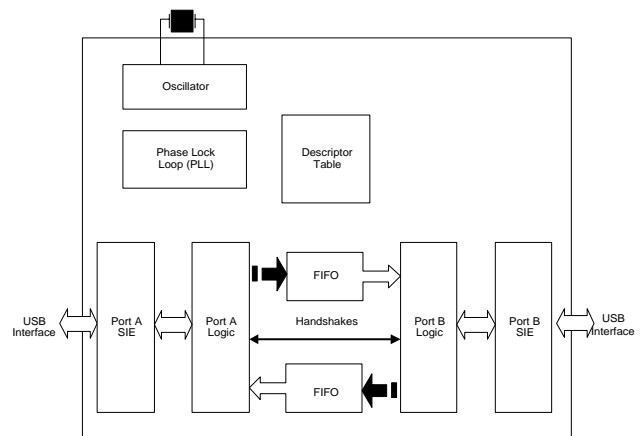 Oscillator
Phase Lock
Loop (PLL)
Descriptor
Table
USB
Interface
Port A
SIE
Port A
Logic
FIFO
Handshakes
FIFO
Port B
Logic
Port B
SIE
USB
Interface